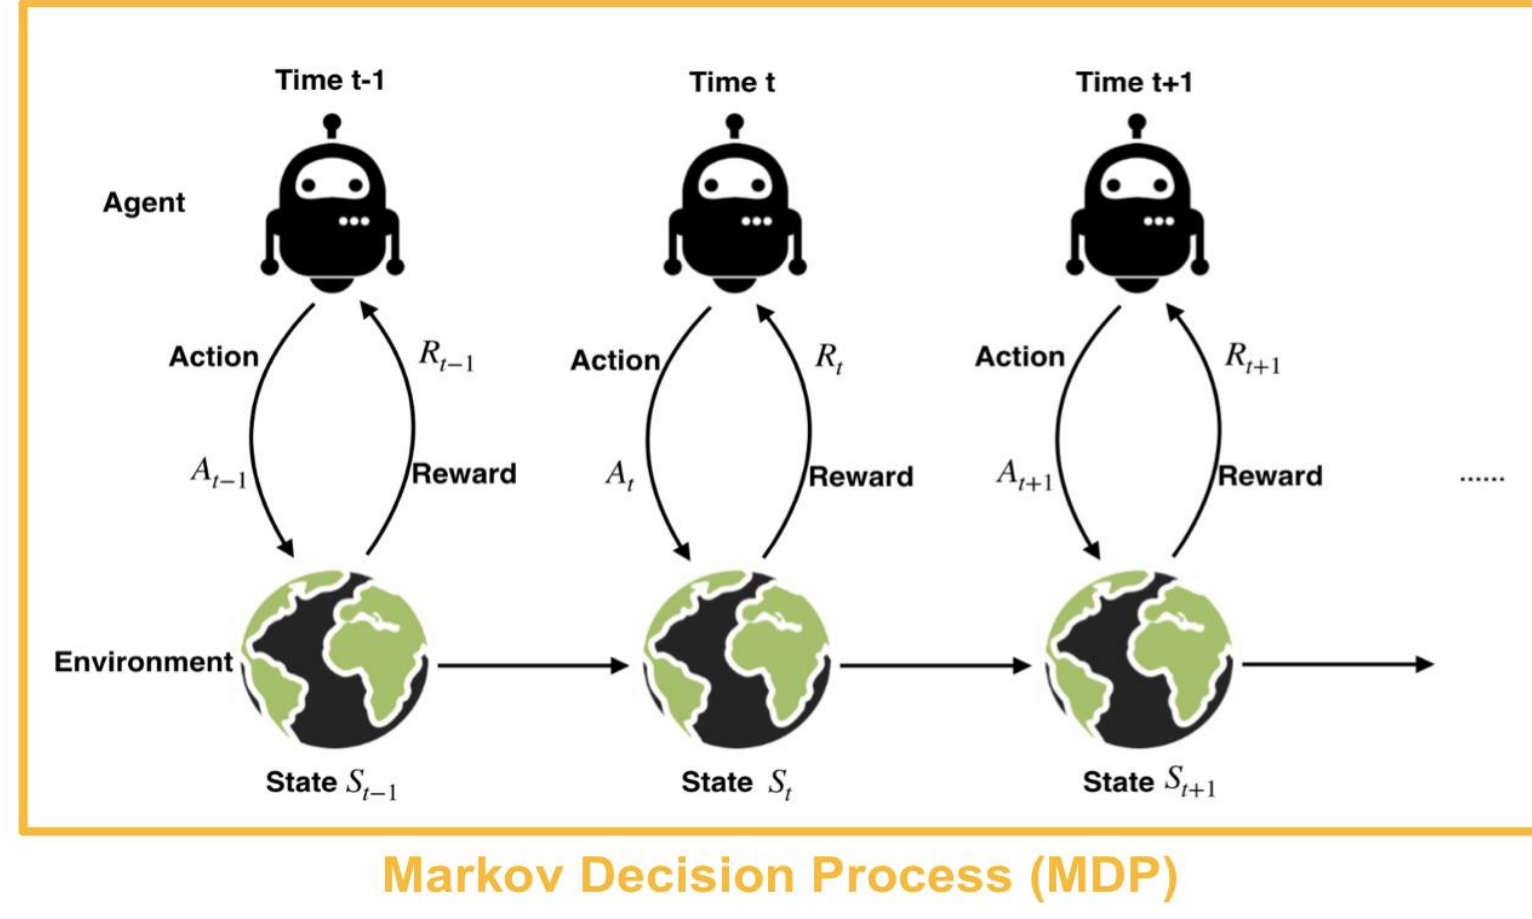 Time t-1
Time t
Time t+1
Agent
Action
R_{t-1}
Action
R_t
Action
R_{t+1}
A_{t-1}
Reward
A_t
Reward
A_{t+1}
Reward
......
Environment
State S_{t-1}
State S_t
State S_{t+1}
Markov Decision Process (MDP)